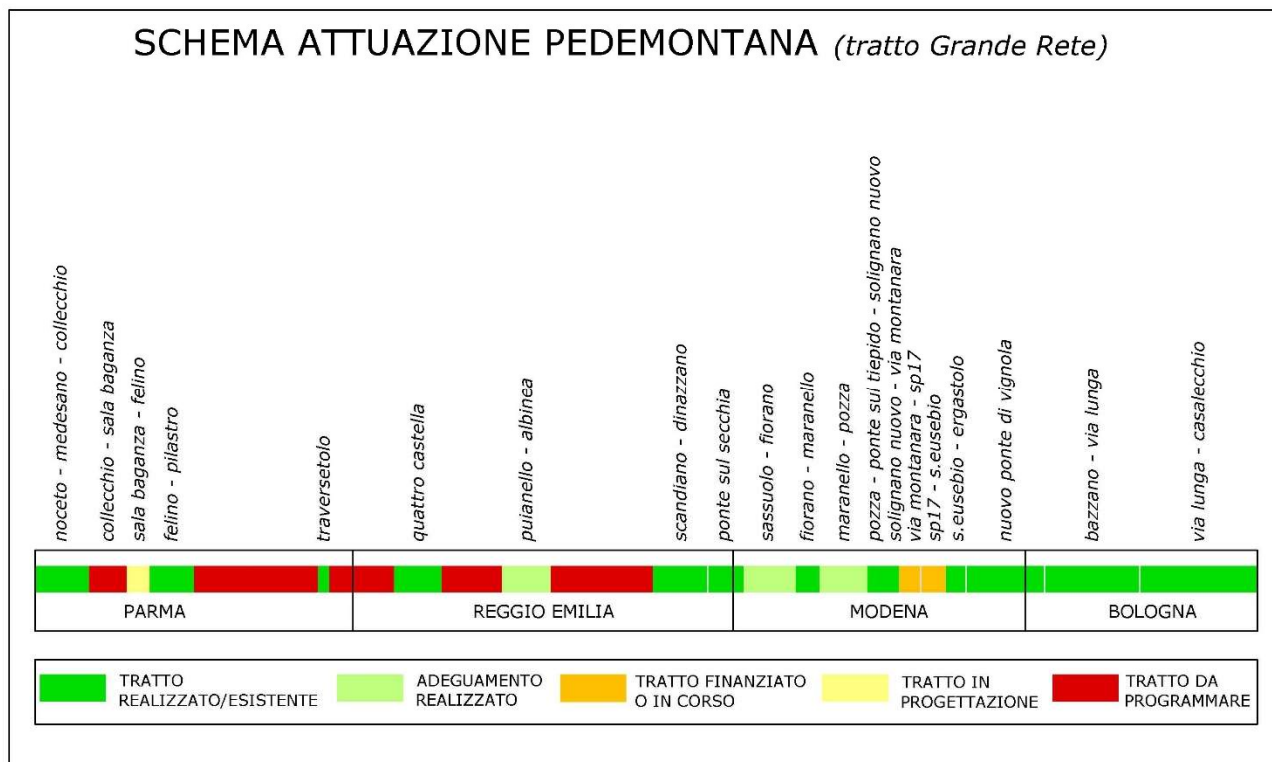 SCHEMA ATTUAZIONE PEDEMONTANA (tratto Grande Rete)
noceto - medesano - collecchio
collecchio - sala baganza
sala baganza - felino
felino - pilastro
traversetolo
quattro castella
puianello - albinea
scandiano - dinazzano
ponte sul secchia
sassuolo - fiorano
fiorano - maranello
maranello - pozza
pozza - ponte sul tiepido - solignano nuovo
solignano nuovo - via montanara
via montanara - sp17
sp17 - s.eusebio
s.eusebio - ergastolo
nuovo ponte di vignola
bazzano - via lunga
via lunga - casalecchio
PARMA
REGGIO EMILIA
MODENA
BOLOGNA
TRATTO
REALIZZATO/ESISTENTE
ADEGUAMENTO
REALIZZATO
TRATTO FINANZIATO
O IN CORSO
TRATTO IN
PROGETTAZIONE
TRATTO DA
PROGRAMMARE